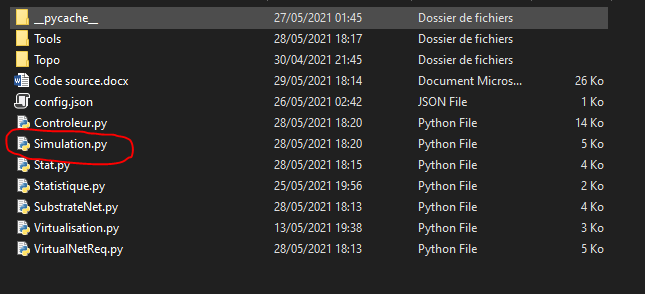 __pycache__ 27/05/2021 01:45 Dossier de fichiers
Tools 28/05/2021 18:17 Dossier de fichiers
Topo 30/04/2021 21:45 Dossier de fichiers
Code source.docx 29/05/2021 18:14 Document Micros... 26 Ko
config.json 26/05/2021 02:42 JSON File 1 Ko
Controleur.py 28/05/2021 18:20 Python File 14 Ko
Simulation.py 28/05/2021 18:20 Python File 5 Ko
Stat.py 28/05/2021 18:15 Python File 4 Ko
Statistique.py 25/05/2021 19:56 Python File 2 Ko
SubstrateNet.py 28/05/2021 18:13 Python File 4 Ko
Virtualisation.py 13/05/2021 19:38 Python File 3 Ko
VirtualNetReq.py 28/05/2021 18:13 Python File 5 Ko